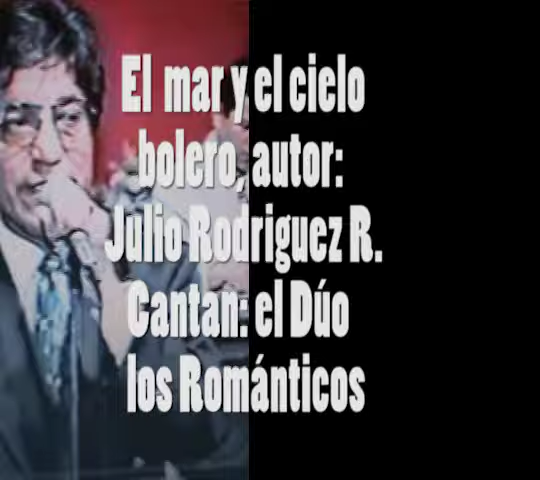 El mar y el cielo
bolero, autor:
Julio Rodriguez R.
Cantan: el Dúo
los Románticos